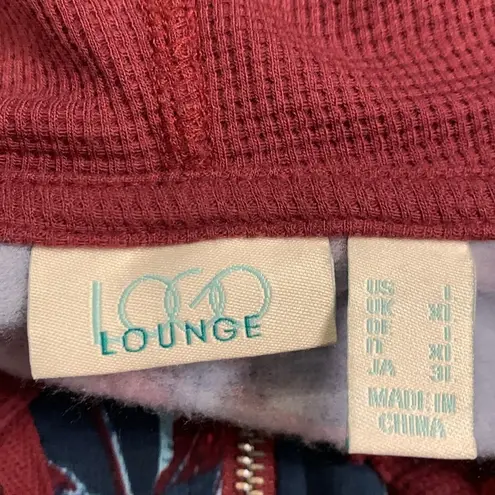 LOGO
LOUNGE
US L
UK XL
DE L
IT XL
JA 3L
MADE IN
CHINA